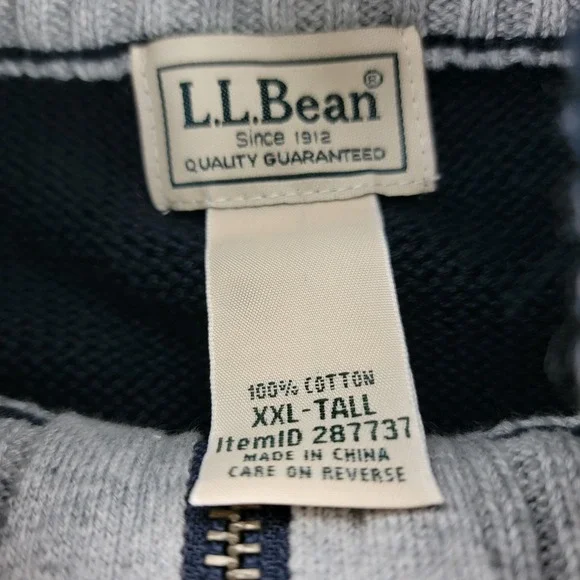 L.L.Bean®
Since 1912
QUALITY GUARANTEED
100% COTTON
XXL-TALL
ItemID 287737
MADE IN CHINA
CARE ON REVERSE